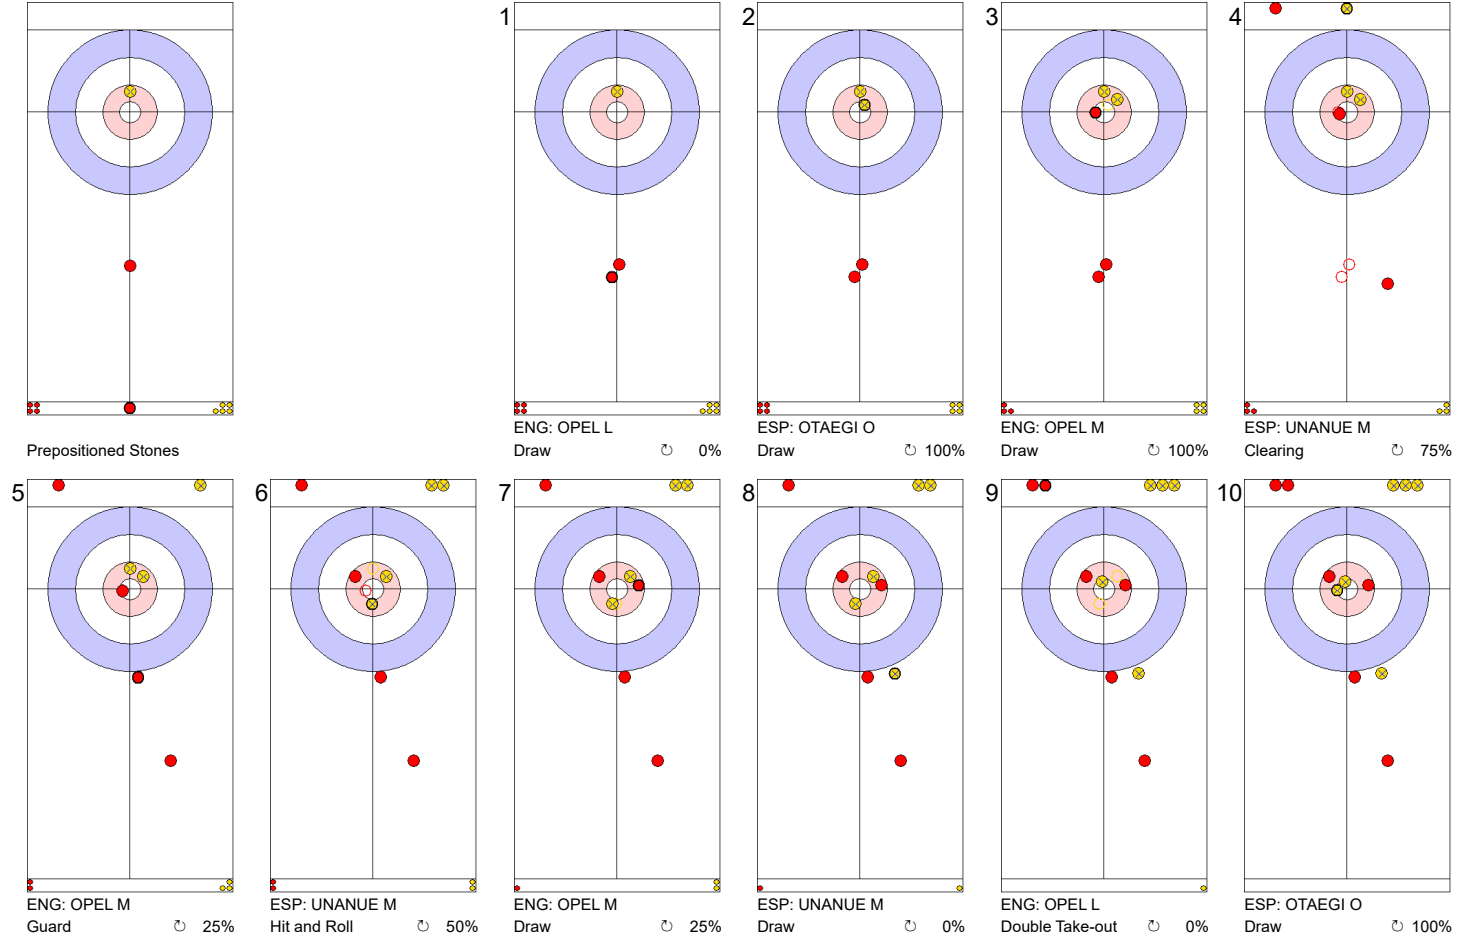 1
2
3
4
Prepositioned Stones
ENG: OPEL L
Draw ↻ 0%
ESP: OTAEGI O
Draw ↻ 100%
ENG: OPEL M
Draw ↻ 100%
ESP: UNANUE M
Clearing ↻ 75%
5
6
7
8
9
10
ENG: OPEL M
Guard ↻ 25%
ESP: UNANUE M
Hit and Roll ↻ 50%
ENG: OPEL M
Draw ↻ 25%
ESP: UNANUE M
Draw ↻ 0%
ENG: OPEL L
Double Take-out ↻ 0%
ESP: OTAEGI O
Draw ↻ 100%